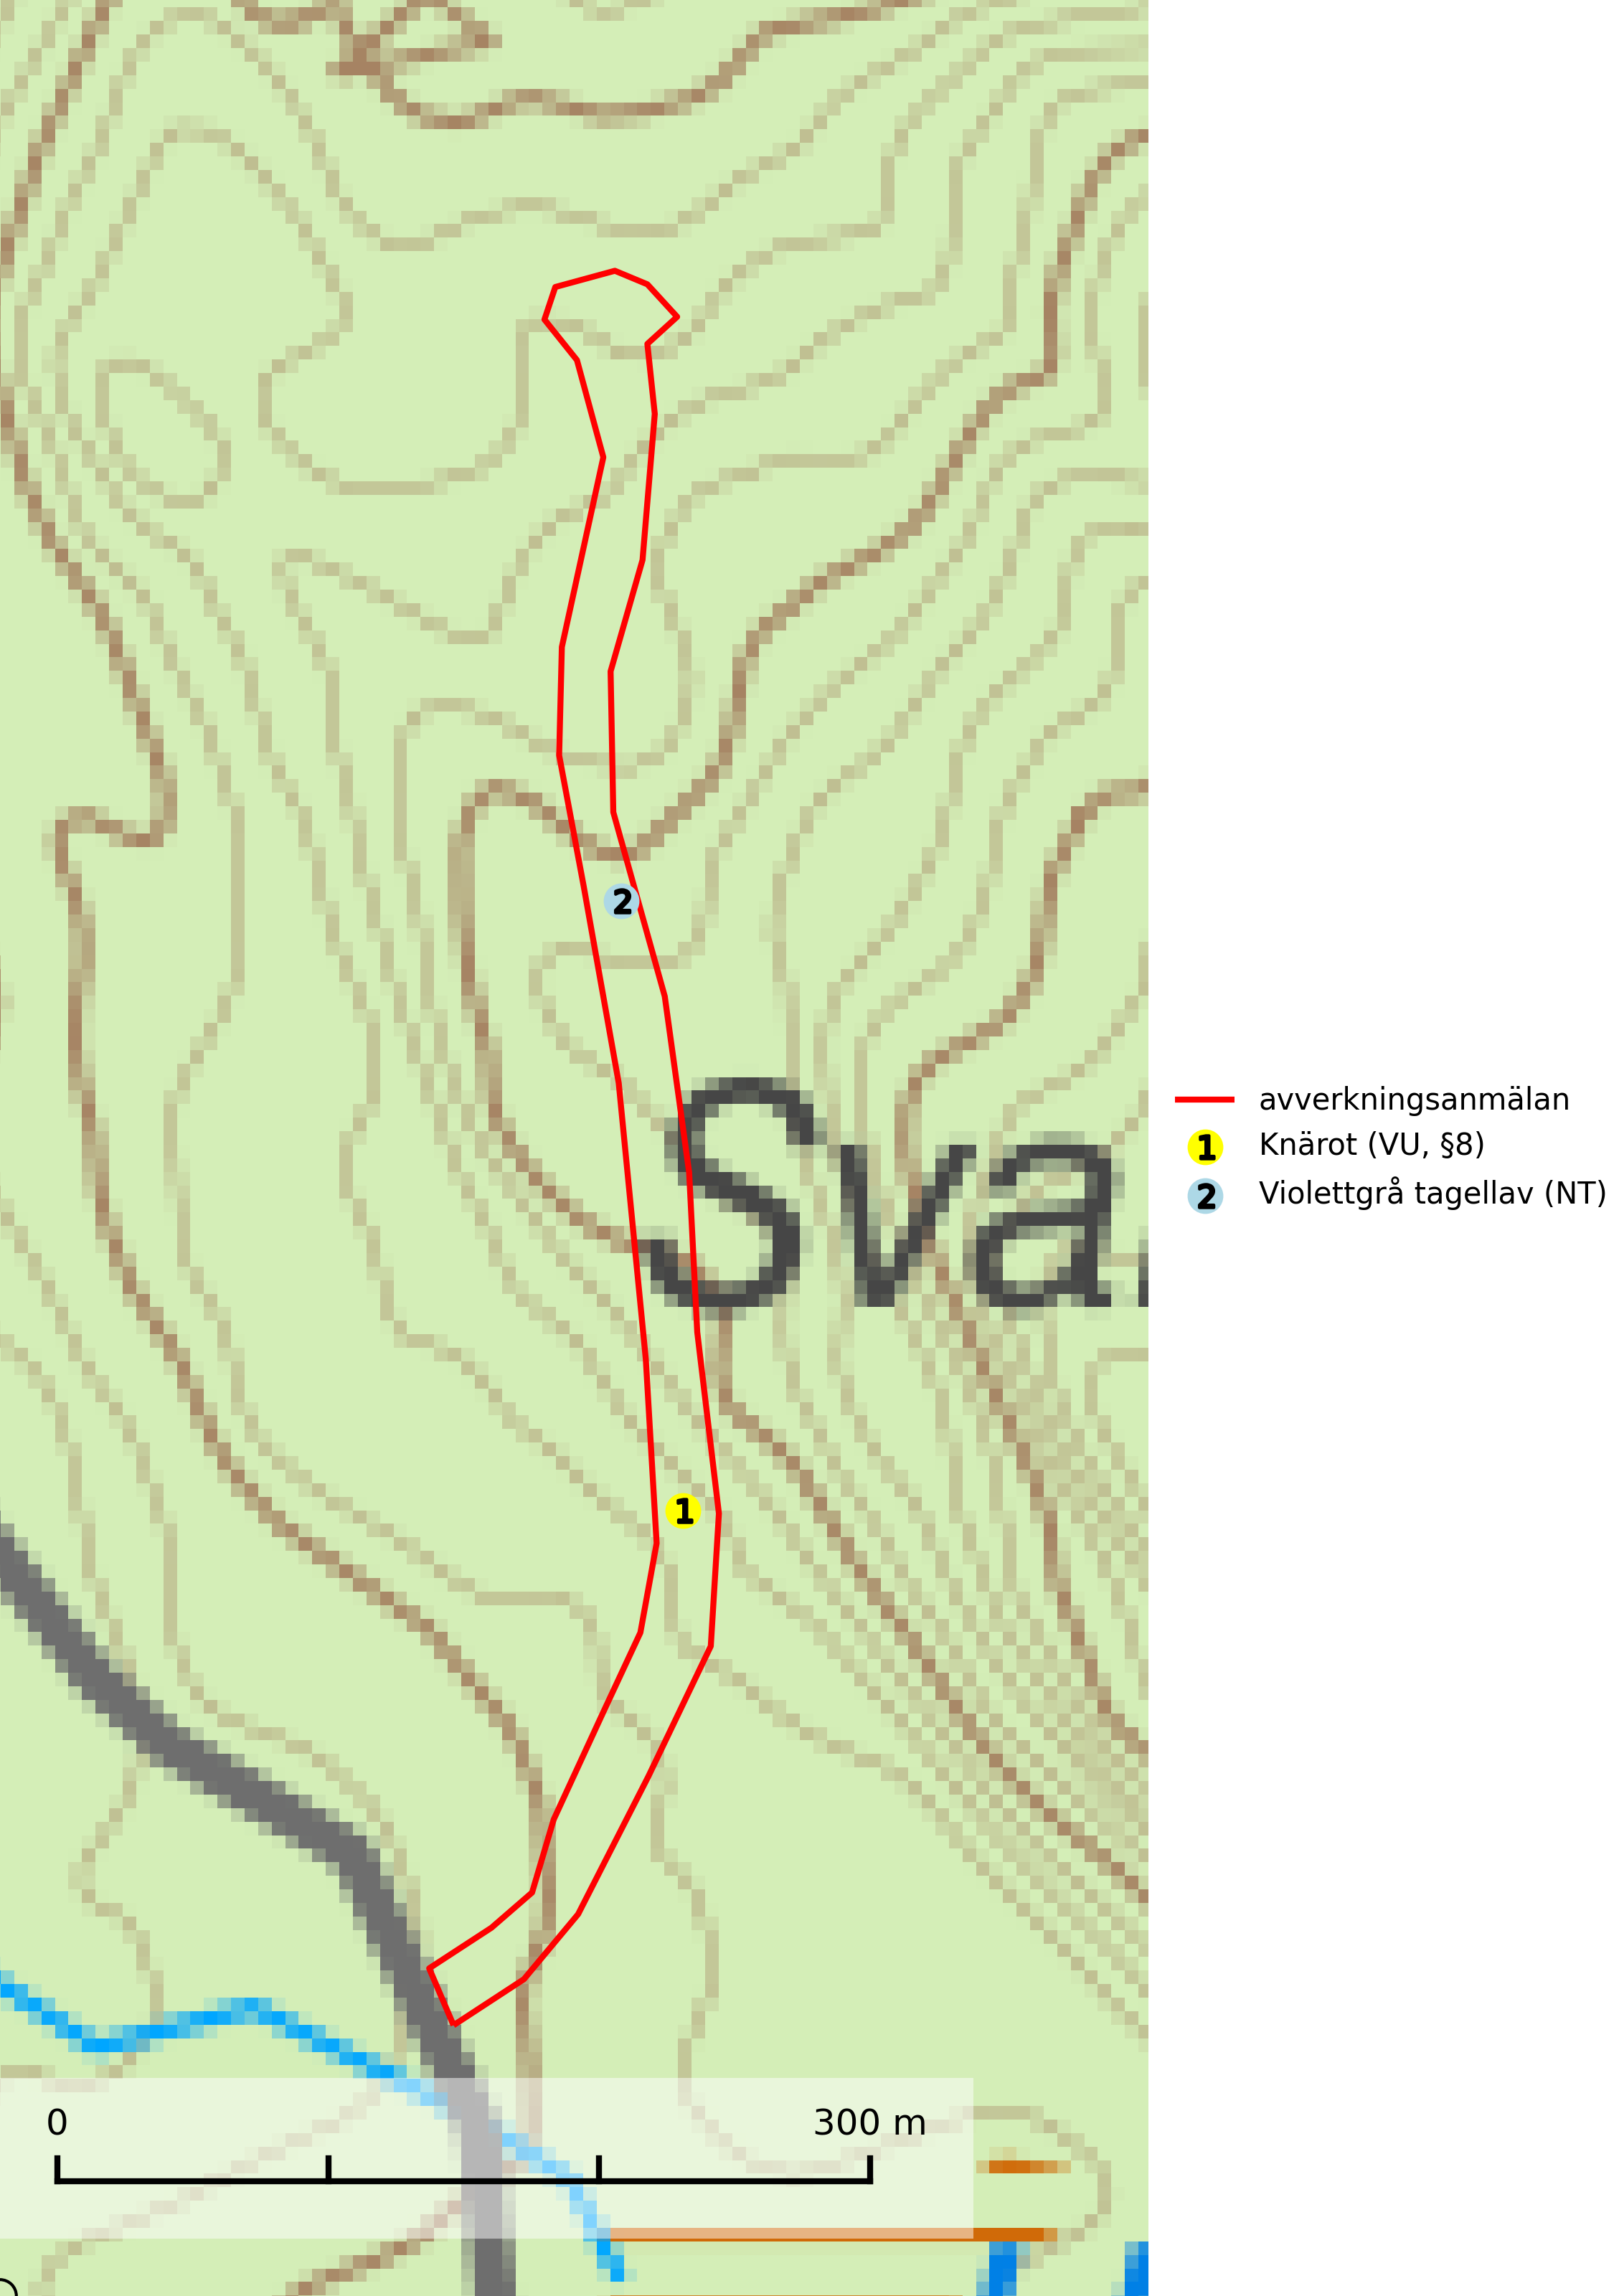 2
Sva
avverkningsanmälan
1 Knärot (VU, §8)
2 Violettgrå tagellav (NT)
1
0 300 m